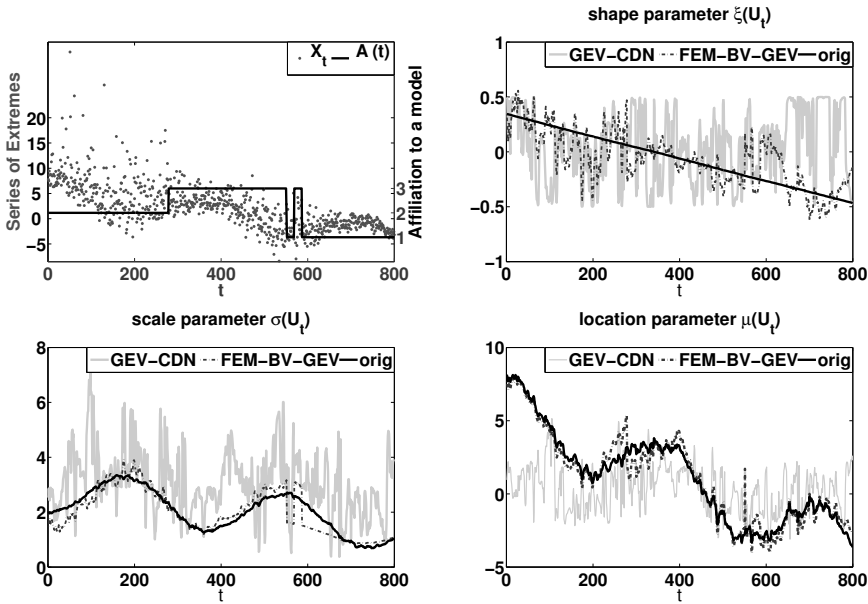 X_t A (t)
Series of Extremes
20
15
10
5
0
−5
3
2
1
Affiliation to a model
0 200 400 600 800
t
shape parameter ξ(U_t)
GEV−CDN FEM−BV−GEV orig
1
0.5
0
−0.5
−1
0 200 400 600 800
t
scale parameter σ(U_t)
GEV−CDN FEM−BV−GEV orig
8
6
4
2
0
0 200 400 600 800
t
location parameter μ(U_t)
GEV−CDN FEM−BV−GEV orig
10
5
0
−5
0 200 400 600 800
t